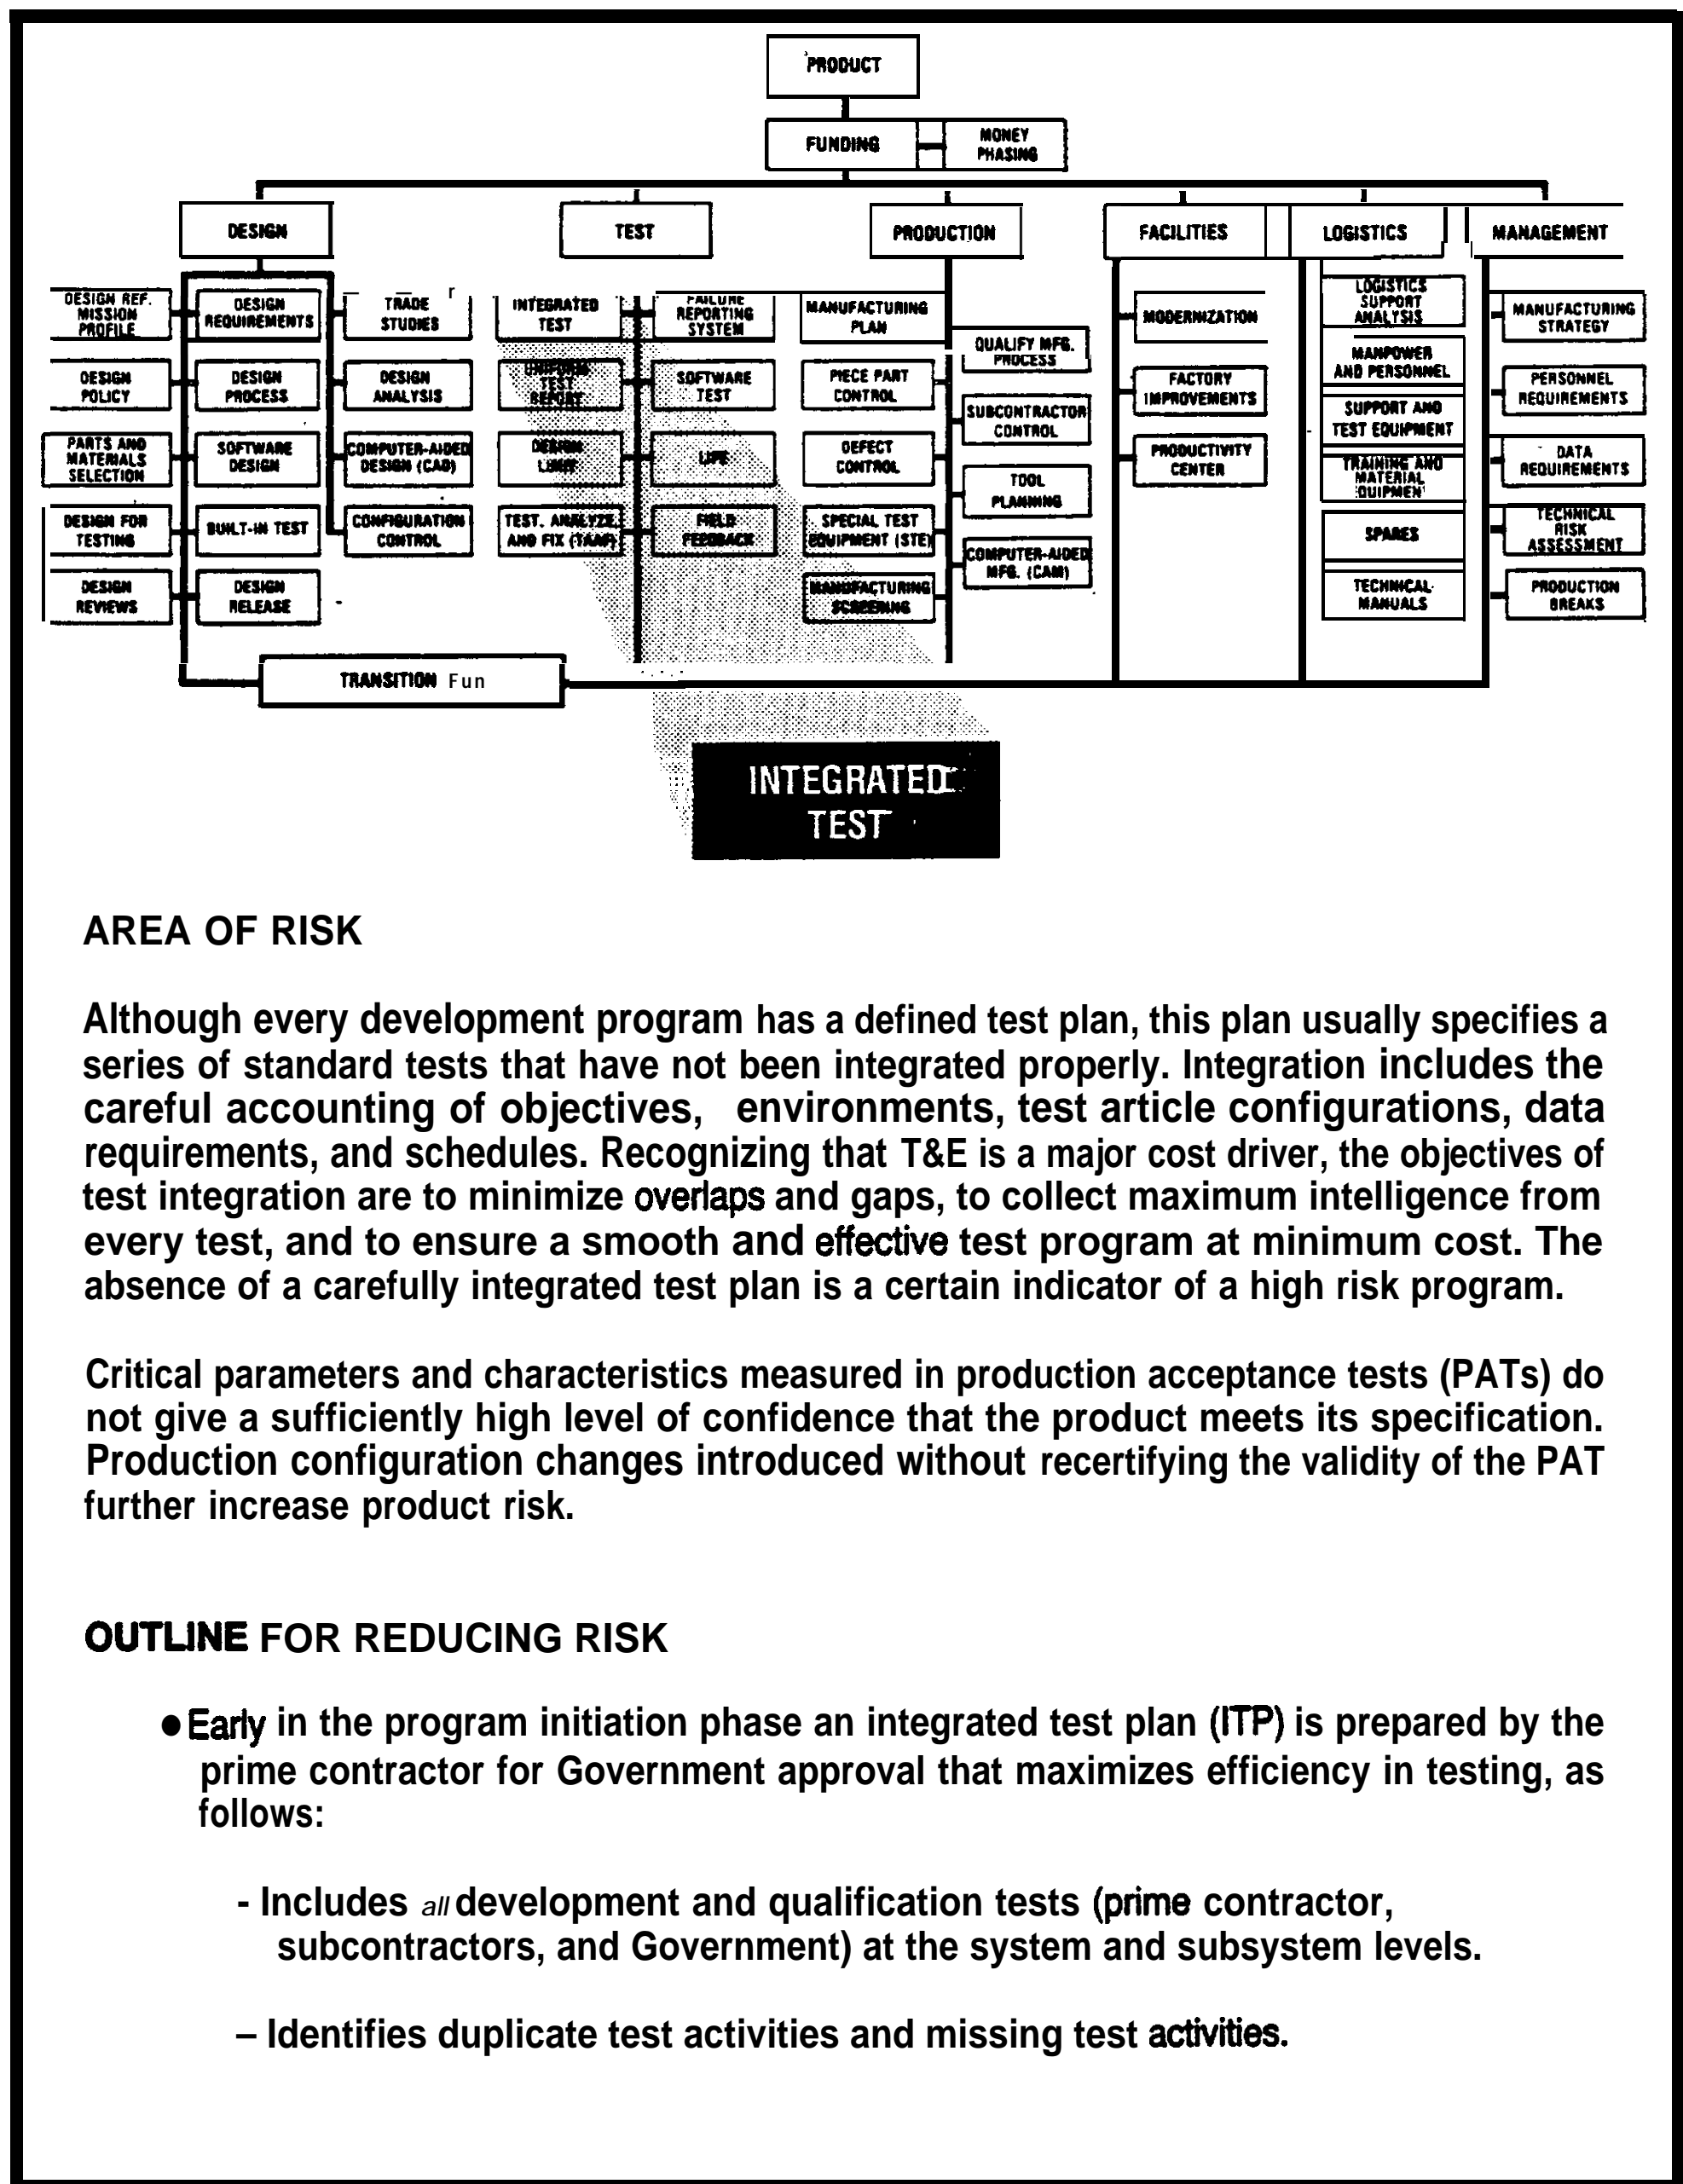 PRODUCT
FUNDING
MONEY
PHASING
DESIGN
TEST
PRODUCTION
FACILITIES
LOGISTICS
MANAGEMENT
DESIGN REF.
MISSION
PROFILE
DESIGN
POLICY
PARTS AND
MATERIALS
SELECTION
DESIGN FOR
TESTING
DESIGN
REVIEWS
DESIGN
REQUIREMENTS
DESIGN
PROCESS
SOFTWARE
DESIGN
BUILT-IN TEST
DESIGN
RELEASE
TRADE
STUDIES
DESIGN
ANALYSIS
COMPUTER-AIDED
DESIGN (CAD)
CONFIGURATION
CONTROL
INTEGRATED
TEST
UNIFORM
TEST
REPORT
DESIGN
LIMIT
TEST. ANALYZE,
AND FIX (TAAF)
FAILURE
REPORTING
SYSTEM
SOFTWARE
TEST
LIFE
FIELD
FEEDBACK
MANUFACTURING
PLAN
PIECE PART
CONTROL
DEFECT
CONTROL
SPECIAL TEST
EQUIPMENT (STE)
MANUFACTURING
SCREENING
QUALIFY MFG.
PROCESS
SUBCONTRACTOR
CONTROL
TOOL
PLANNING
COMPUTER-AIDED
MFG. (CAM)
MODERNIZATION
FACTORY
IMPROVEMENTS
PRODUCTIVITY
CENTER
LOGISTICS
SUPPORT
ANALYSIS
MANPOWER
AND PERSONNEL
SUPPORT AND
TEST EQUIPMENT
TRAINING AND
MATERIAL
QUIPMEN
SPARES
TECHNICAL
MANUALS
MANUFACTURING
STRATEGY
PERSONNEL
REQUIREMENTS
DATA
REQUIREMENTS
TECHNICAL
RISK
ASSESSMENT
PRODUCTION
BREAKS
TRANSITION Fun
INTEGRATED
TEST
AREA OF RISK
Although every development program has a defined test plan, this plan usually specifies a
series of standard tests that have not been integrated properly. Integration includes the
careful accounting of objectives, environments, test article configurations, data
requirements, and schedules. Recognizing that T&E is a major cost driver, the objectives of
test integration are to minimize overlaps and gaps, to collect maximum intelligence from
every test, and to ensure a smooth and effective test program at minimum cost. The
absence of a carefully integrated test plan is a certain indicator of a high risk program.
Critical parameters and characteristics measured in production acceptance tests (PATs) do
not give a sufficiently high level of confidence that the product meets its specification.
Production configuration changes introduced without recertifying the validity of the PAT
further increase product risk.
OUTLINE FOR REDUCING RISK
● Early in the program initiation phase an integrated test plan (ITP) is prepared by the
prime contractor for Government approval that maximizes efficiency in testing, as
follows:
- Includes all development and qualification tests (prime contractor,
subcontractors, and Government) at the system and subsystem levels.
– Identifies duplicate test activities and missing test activities.